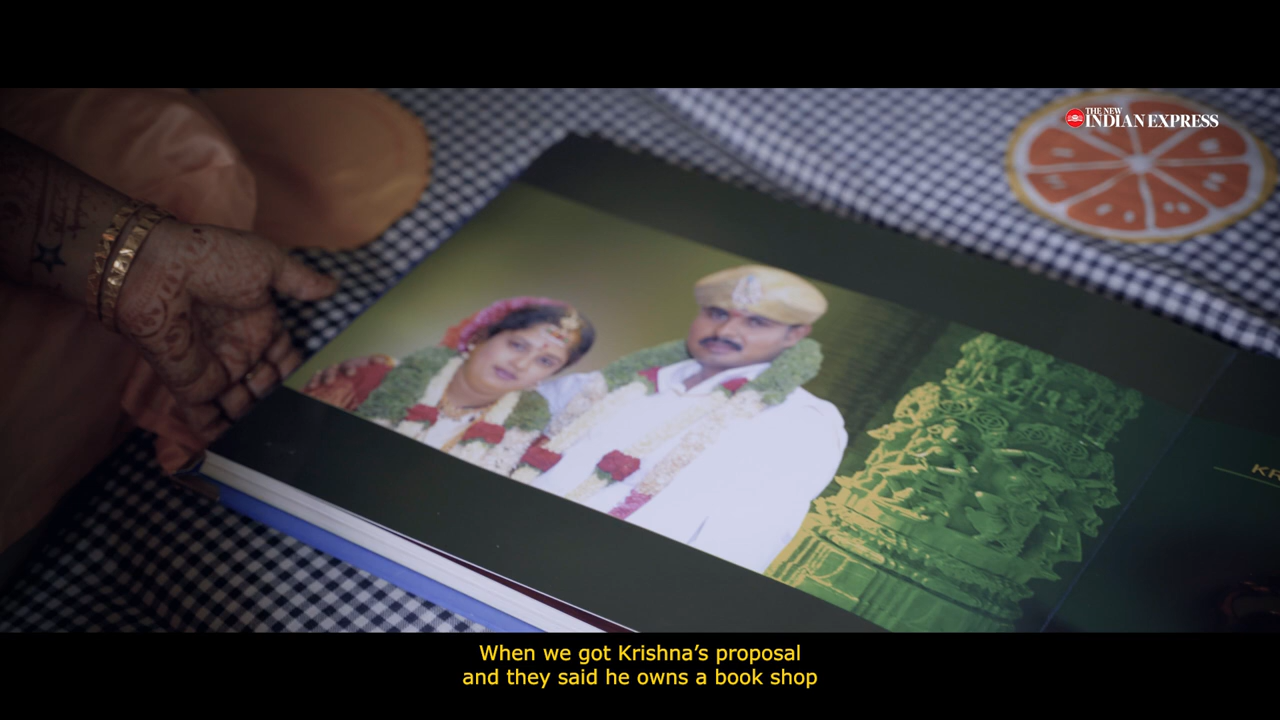 THE NEW
INDIAN EXPRESS
When we got Krishna's proposal
and they said he owns a book shop